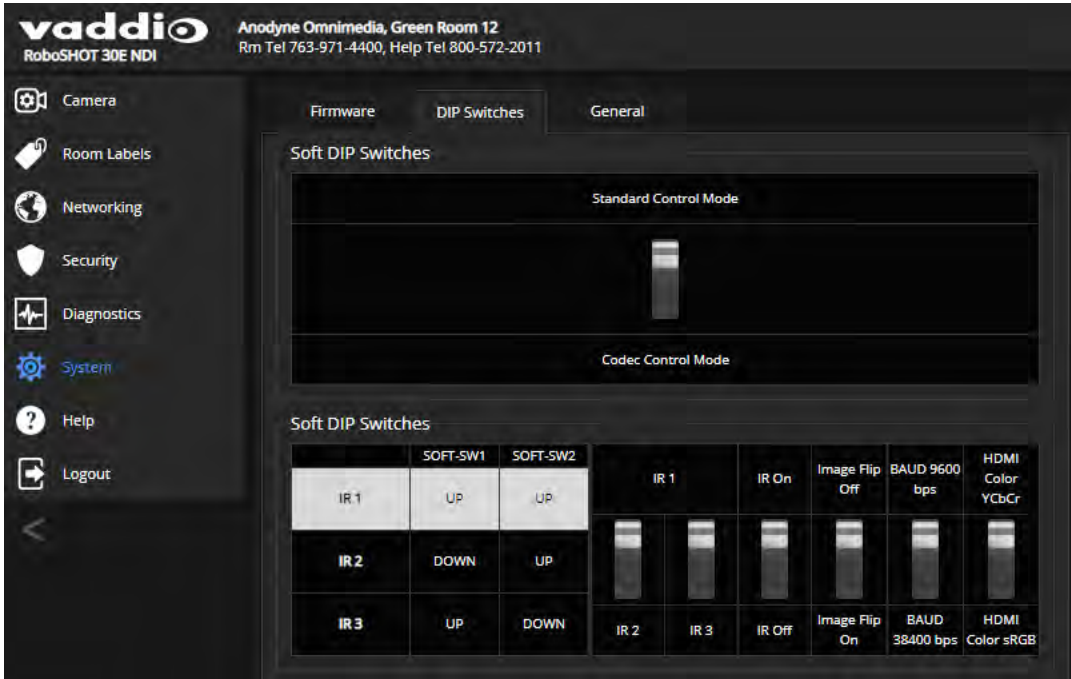 vaddio
RoboSHOT 30E NDI
Anodyne Omnimedia, Green Room 12
Rm Tel 763-971-4400, Help Tel 800-572-2011
Camera
Room Labels
Networking
Security
Diagnostics
System
Help
Logout
<
Firmware
DIP Switches
General
Soft DIP Switches
Standard Control Mode
Codec Control Mode
Soft DIP Switches
SOFT-SW1 SOFT-SW2
IR 1 UP UP
IR 2 DOWN UP
IR 3 UP DOWN
IR 1
IR On
Image Flip
Off
BAUD 9600
bps
HDMI
Color
YCbCr
IR 2
IR 3
IR Off
Image Flip
On
BAUD
38400 bps
HDMI
Color sRGB